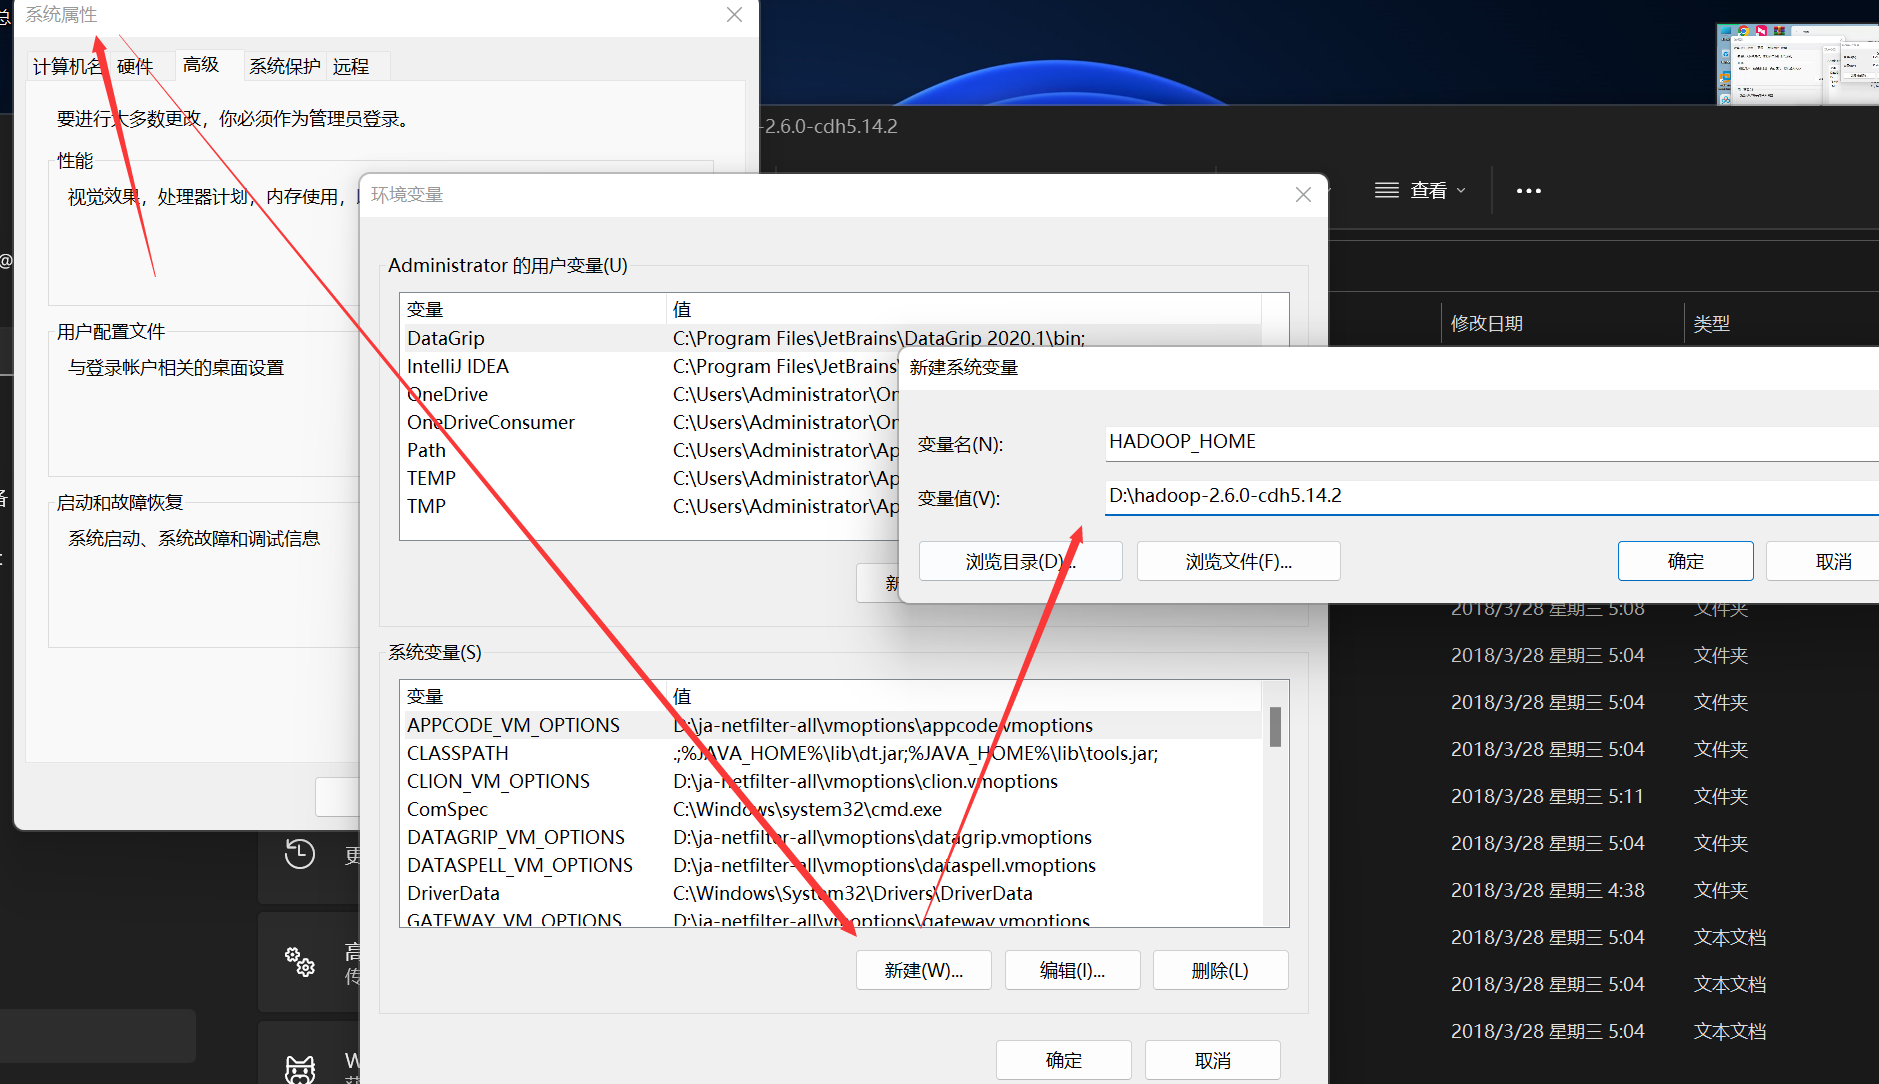 总
系统属性
计算机名
硬件
高级
系统保护
远程
要进行大多数更改，你必须作为管理员登录。
性能
视觉效果，处理器计划，内存使用，
用户配置文件
与登录帐户相关的桌面设置
启动和故障恢复
系统启动、系统故障和调试信息
-2.6.0-cdh5.14.2
查看
修改日期
类型
环境变量
Administrator 的用户变量(U)
变量 值
DataGrip C:\Program Files\JetBrains\DataGrip 2020.1\bin;
IntelliJ IDEA C:\Program Files\JetBrains\
OneDrive C:\Users\Administrator\On
OneDriveConsumer C:\Users\Administrator\On
Path C:\Users\Administrator\Ap
TEMP C:\Users\Administrator\Ap
TMP C:\Users\Administrator\Ap
新
新建系统变量
变量名(N): HADOOP_HOME
变量值(V): D:\hadoop-2.6.0-cdh5.14.2
浏览目录(D)... 浏览文件(F)... 确定 取消
系统变量(S)
变量 值
APPCODE_VM_OPTIONS D:\ja-netfilter-all\vmoptions\appcode.vmoptions
CLASSPATH .;%JAVA_HOME%\lib\dt.jar;%JAVA_HOME%\lib\tools.jar;
CLION_VM_OPTIONS D:\ja-netfilter-all\vmoptions\clion.vmoptions
ComSpec C:\Windows\system32\cmd.exe
DATAGRIP_VM_OPTIONS D:\ja-netfilter-all\vmoptions\datagrip.vmoptions
DATASPELL_VM_OPTIONS D:\ja-netfilter-all\vmoptions\dataspell.vmoptions
DriverData C:\Windows\System32\Drivers\DriverData
GATEWAY_VM_OPTIONS D:\ja-netfilter-all\vmoptions\gateway.vmoptions
新建(W)... 编辑(I)... 删除(L)
确定 取消
2018/3/28 星期三 5:08 文件夹
2018/3/28 星期三 5:04 文件夹
2018/3/28 星期三 5:04 文件夹
2018/3/28 星期三 5:04 文件夹
2018/3/28 星期三 5:11 文件夹
2018/3/28 星期三 5:04 文件夹
2018/3/28 星期三 4:38 文件夹
2018/3/28 星期三 5:04 文本文档
2018/3/28 星期三 5:04 文本文档
2018/3/28 星期三 5:04 文本文档
@
更
高
传
W